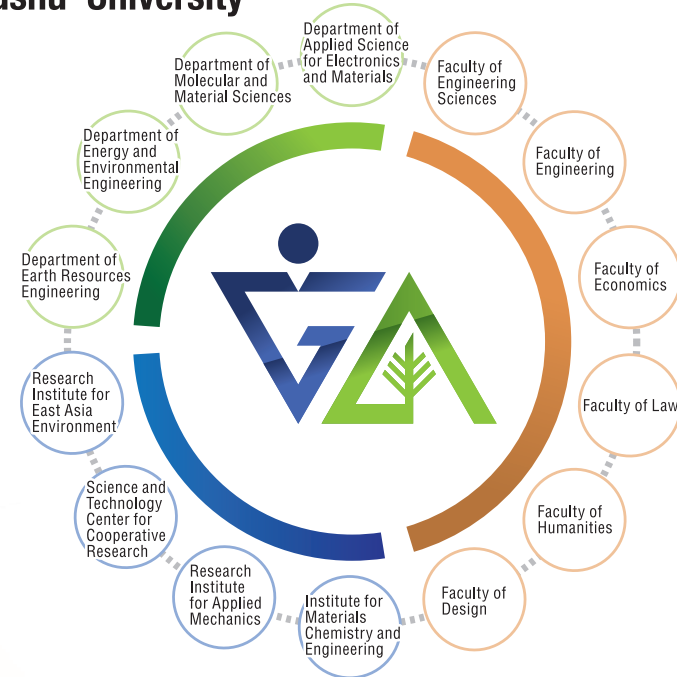 University
Department of
Applied Science
for Electronics
and Materials
Faculty of
Engineering
Sciences
Faculty of
Engineering
Faculty of
Economics
Faculty of Law
Faculty of
Humanities
Faculty of
Design
Institute for
Materials
Chemistry and
Engineering
Research
Institute
for Applied
Mechanics
Science and
Technology
Center for
Cooperative
Research
Research
Institute for
East Asia
Environment
Department of
Earth Resources
Engineering
Department of
Energy and
Environmental
Engineering
Department of
Molecular and
Material Sciences